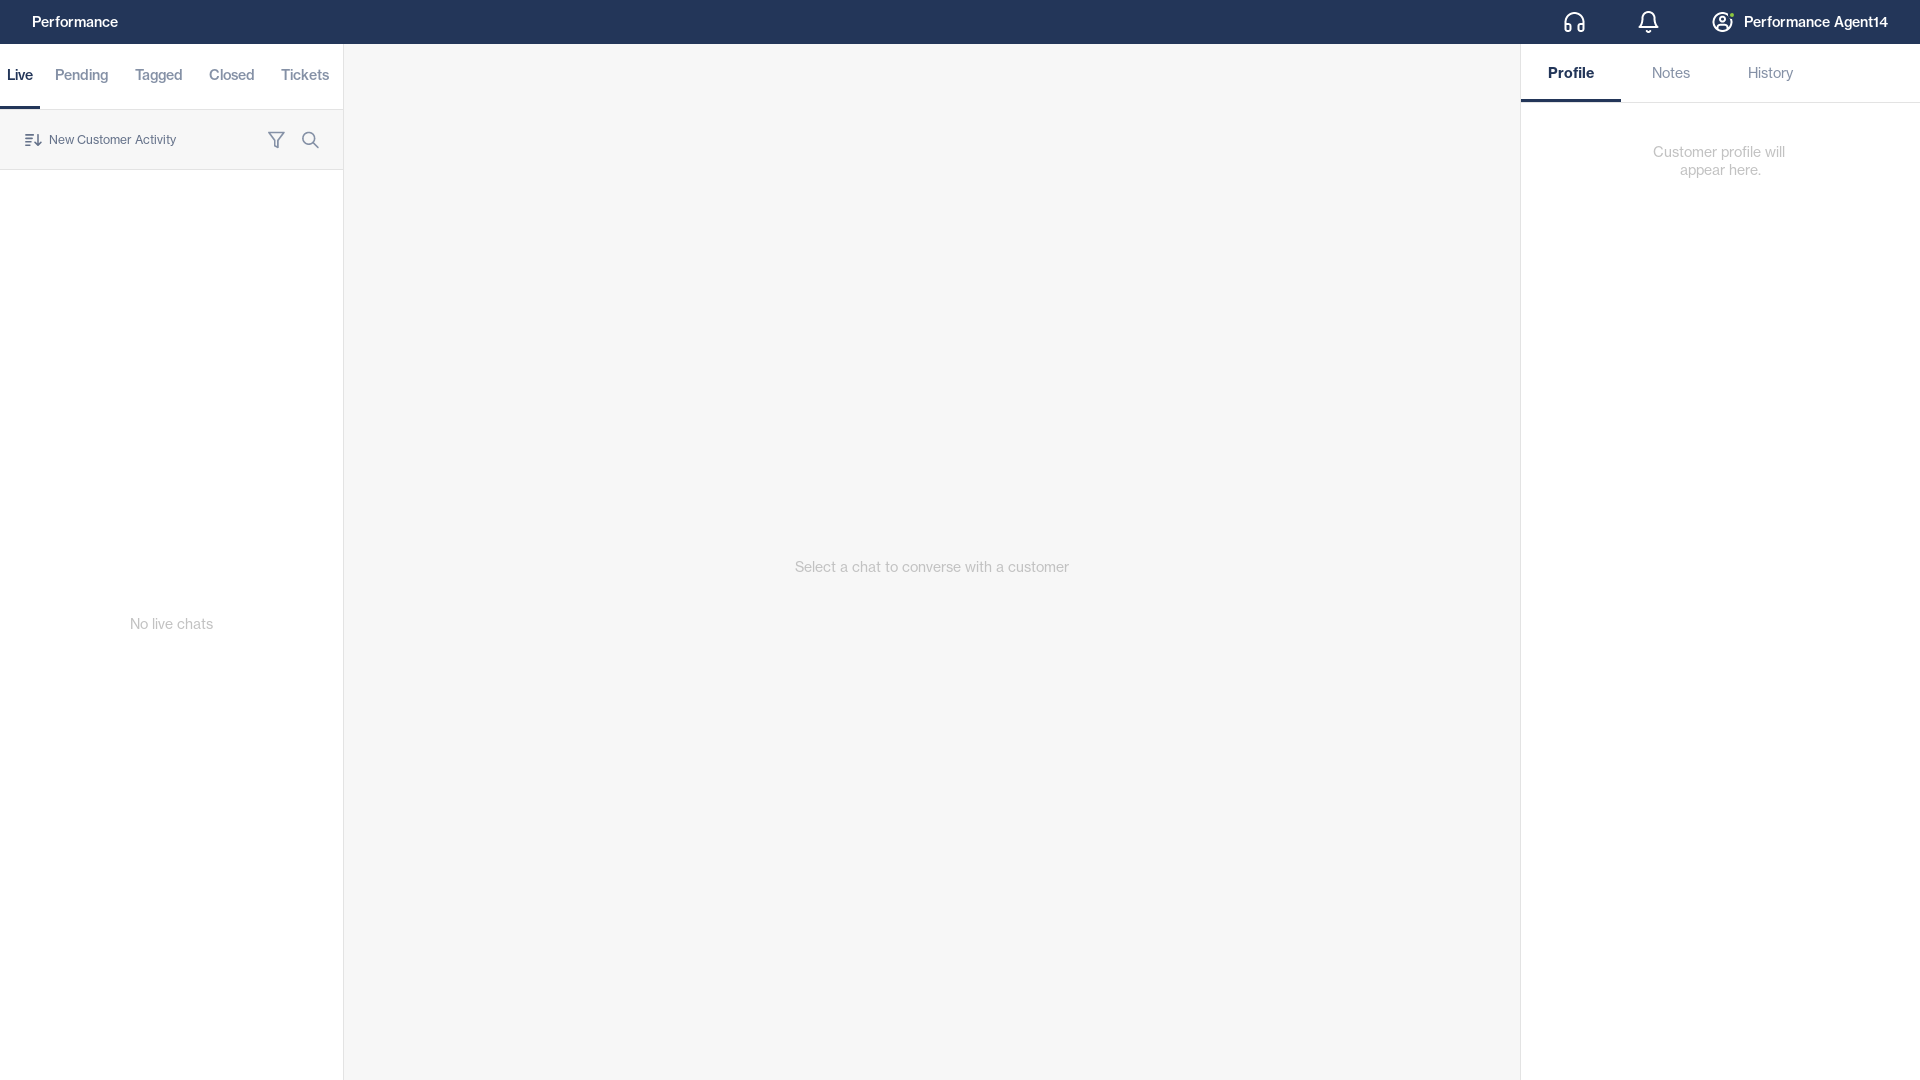 Performance
Performance Agent14
Live
Pending
Tagged
Closed
Tickets
New Customer Activity
No live chats
Select a chat to converse with a customer
Profile
Notes
History
Customer profile will
appear here.